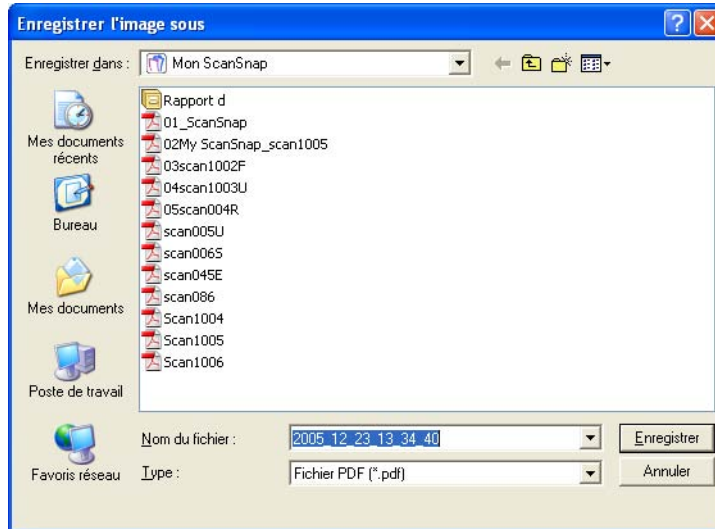 Enregistrer l'image sous
Enregistrer dans :
Mon ScanSnap
Mes documents
récents
Bureau
Mes documents
Poste de travail
Favoris réseau
Rapport d
01_ScanSnap
02My ScanSnap_scan1005
03scan1002F
04scan1003U
05scan004R
scan005U
scan006S
scan045E
scan086
Scan1004
Scan1005
Scan1006
Nom du fichier :
2005_12_23_13_34_40
Enregistrer
Type :
Fichier PDF (*.pdf)
Annuler